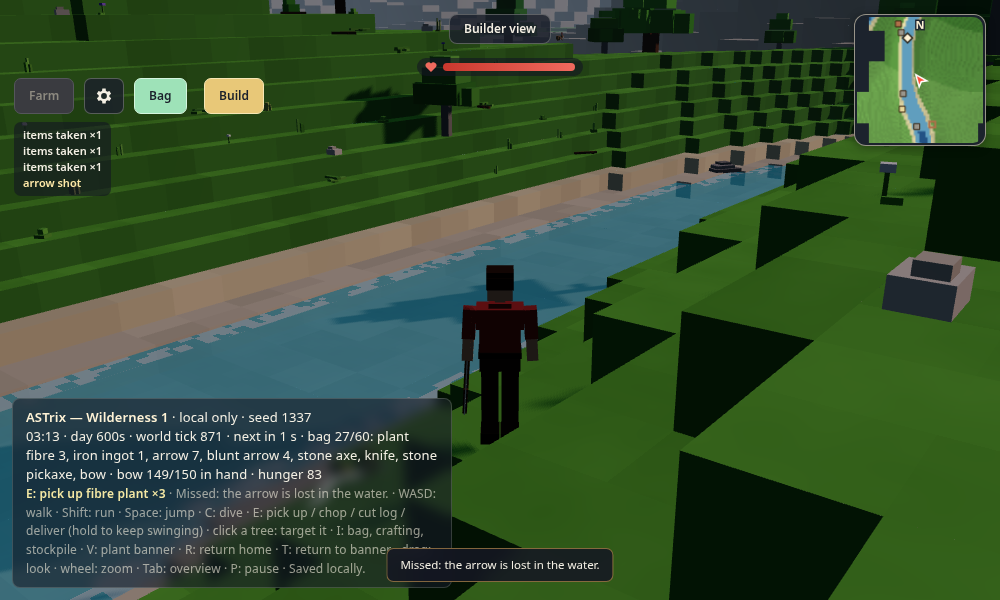 Builder view
N
Farm
Bag
Build
items taken ×1
items taken ×1
items taken ×1
arrow shot
ASTrix — Wilderness 1 · local only · seed 1337
03:13 · day 600s · world tick 871 · next in 1 s · bag 27/60: plant
fibre 3, iron ingot 1, arrow 7, blunt arrow 4, stone axe, knife, stone
pickaxe, bow · bow 149/150 in hand · hunger 83
E: pick up fibre plant ×3 · Missed: the arrow is lost in the water. · WASD:
walk · Shift: run · Space: jump · C: dive · E: pick up / chop / cut log /
deliver (hold to keep swinging) · click a tree: target it · I: bag, crafting,
stockpile · V: plant banner · R: return home · T: return to banner · drag:
look · wheel: zoom · Tab: overview · P: pause · Saved locally.
Missed: the arrow is lost in the water.